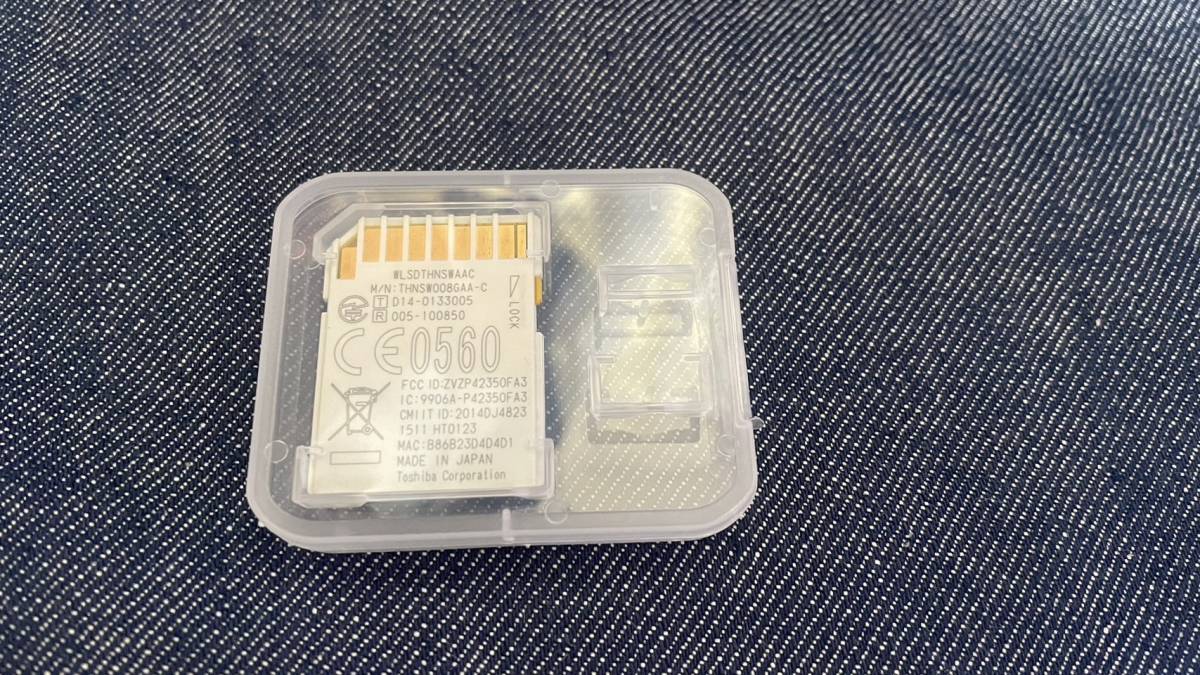 WLSDTHNSWAAC
M/N:THNSW008GAA-C
T D14-0133005
R 005-100850
LOCK
CE0560
FCC ID:ZVZP42350FA3
IC:9906A-P42350FA3
CMIIT ID:2014DJ4823
1511 HT0123
MAC:B86B23D4D4D1
MADE IN JAPAN
Toshiba Corporation